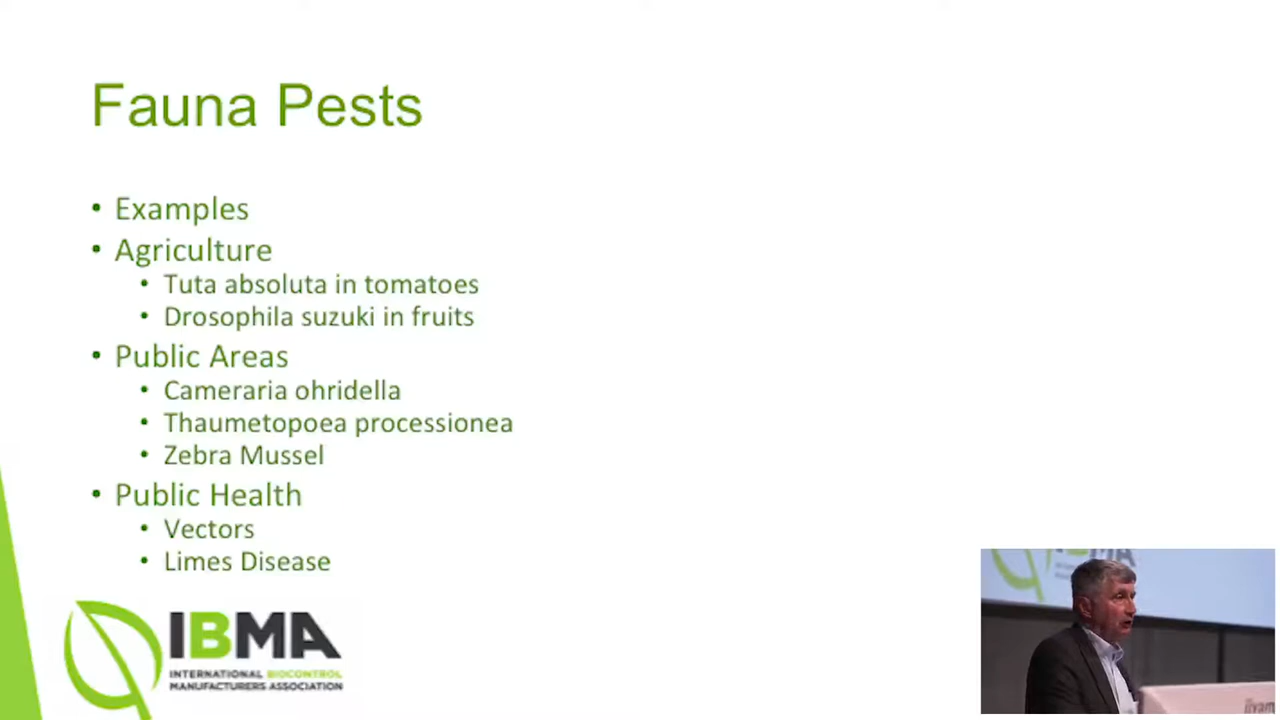 Fauna Pests
• Examples
• Agriculture
• Tuta absoluta in tomatoes
• Drosophila suzuki in fruits
• Public Areas
• Cameraria ohridella
• Thaumetopoea processionea
• Zebra Mussel
• Public Health
• Vectors
• Limes Disease
IBMA
INTERNATIONAL BIOCONTROL
MANUFACTURERS ASSOCIATION
IBMA